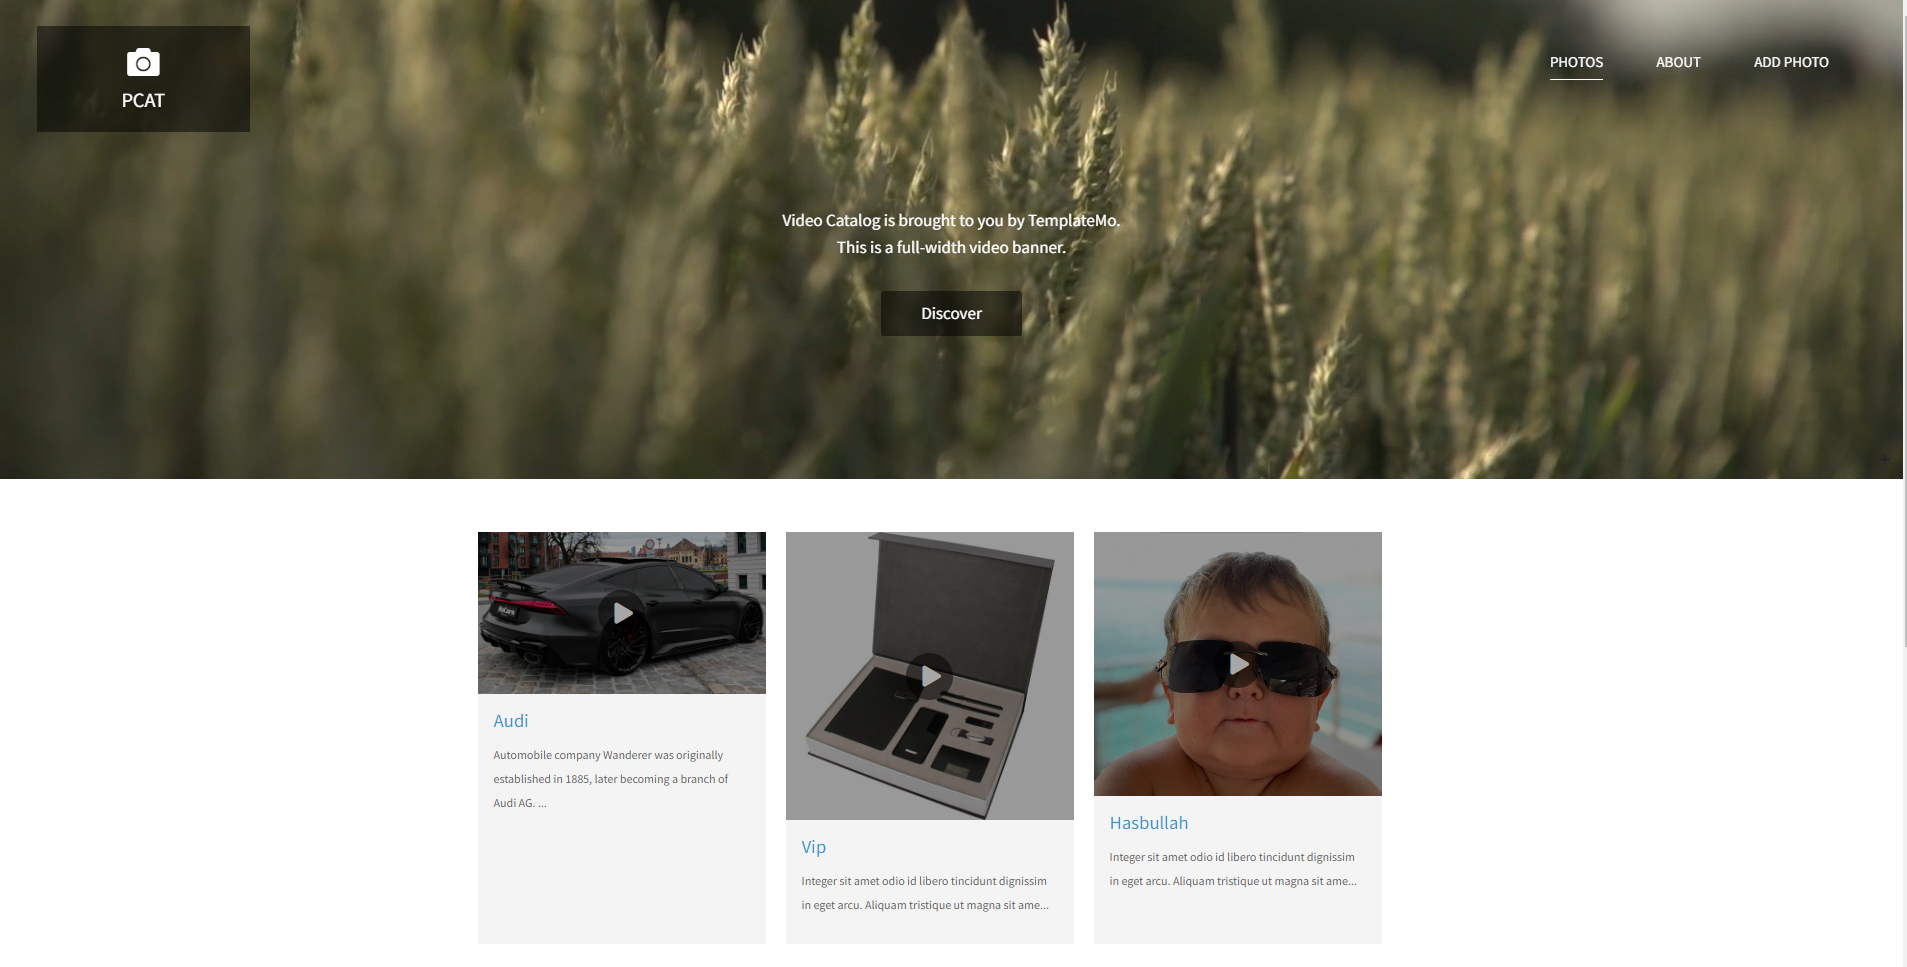 PCAT
PHOTOS
ABOUT
ADD PHOTO
Video Catalog is brought to you by TemplateMo.
This is a full-width video banner.
Discover
Audi
Automobile company Wanderer was originally
established in 1885, later becoming a branch of
Audi AG. ...
Vip
Integer sit amet odio id libero tincidunt dignissim
in eget arcu. Aliquam tristique ut magna sit ame...
Hasbullah
Integer sit amet odio id libero tincidunt dignissim
in eget arcu. Aliquam tristique ut magna sit ame...